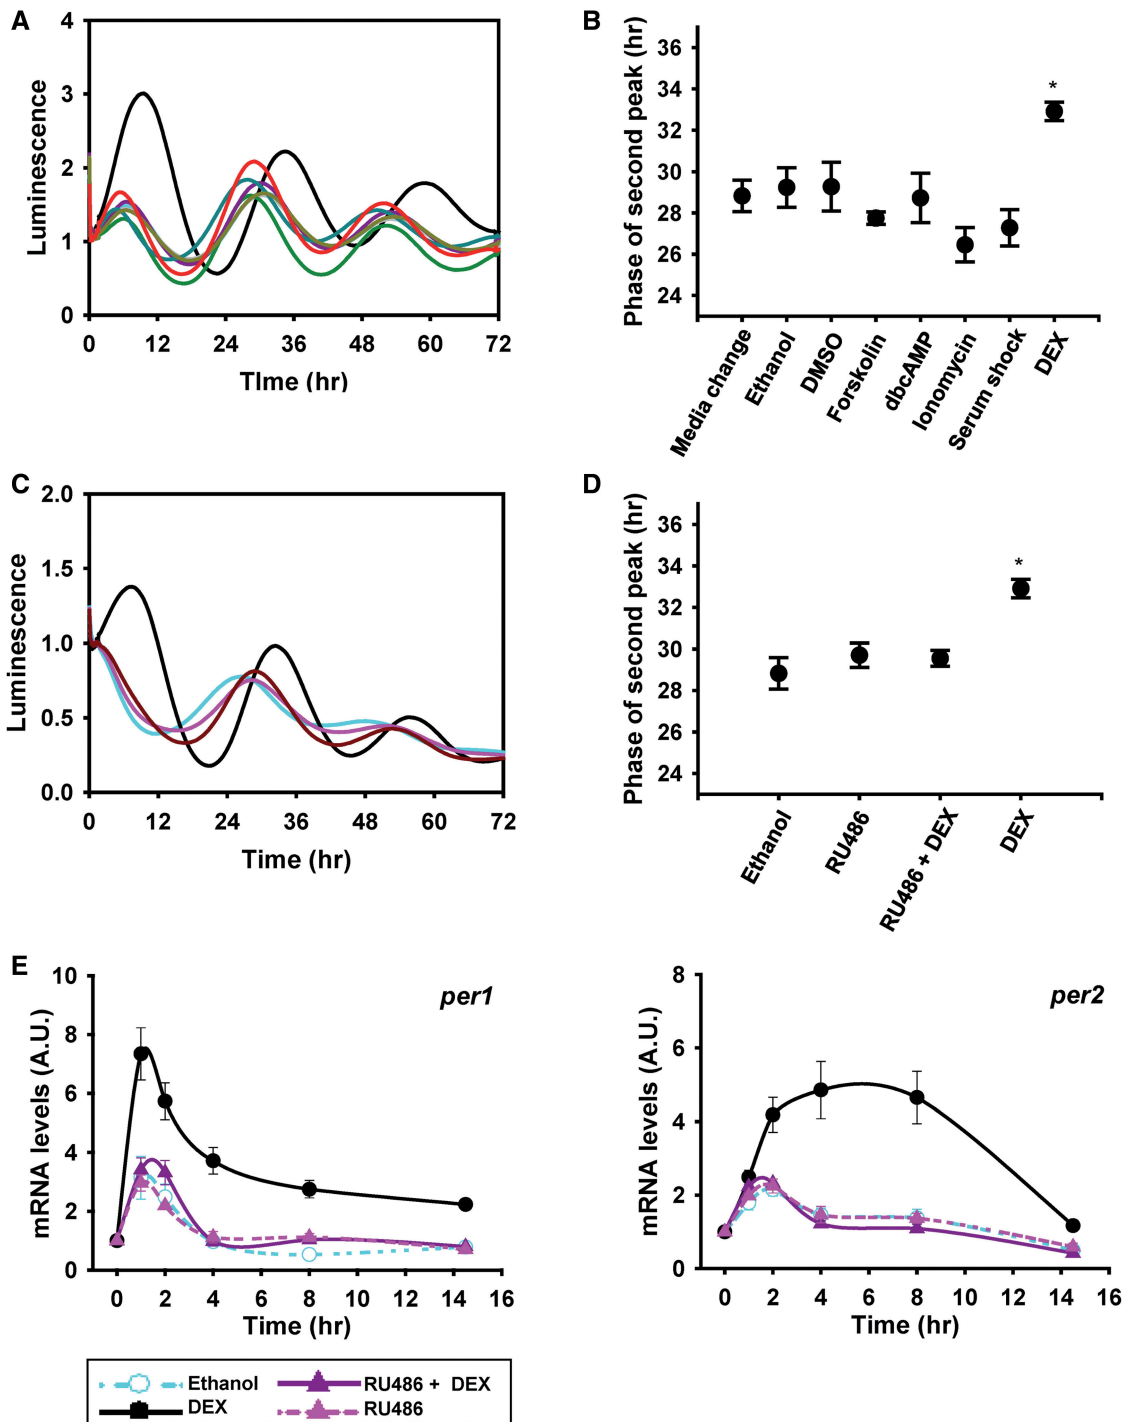 A
4
3
2
1
0
Luminescence
0 12 24 36 48 60 72
TIme (hr)
B
36
34
32
30
28
26
24
Phase of second peak (hr)
*
Media change
Ethanol
DMSO
Forskolin
dbcAMP
Ionomycin
Serum shock
DEX
C
2.0
1.5
1.0
0.5
0.0
Luminescence
0 12 24 36 48 60 72
Time (hr)
D
36
34
32
30
28
26
24
Phase of second peak (hr)
*
Ethanol
RU486
RU486 + DEX
DEX
E
10
8
6
4
2
0
mRNA levels (A.U.)
per1
0 2 4 6 8 10 12 14 16
Time (hr)
8
6
4
2
0
mRNA levels (A.U.)
per2
0 2 4 6 8 10 12 14 16
Time (hr)
Ethanol
RU486 + DEX
DEX
RU486